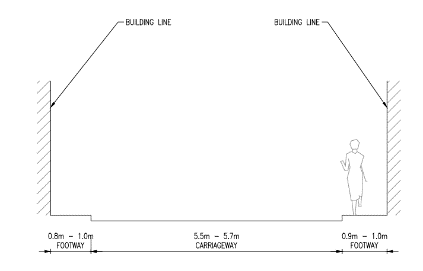 BUILDING LINE
BUILDING LINE
0.8m – 1.0m
FOOTWAY
5.5m – 5.7m
CARRIAGEWAY
0.9m – 1.0m
FOOTWAY